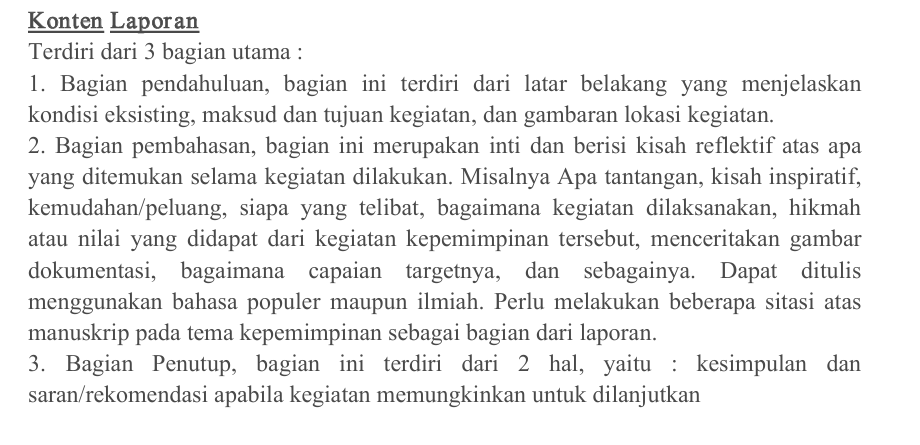 Konten Laporan
Terdiri dari 3 bagian utama :
1. Bagian pendahuluan, bagian ini terdiri dari latar belakang yang menjelaskan
kondisi eksisting, maksud dan tujuan kegiatan, dan gambaran lokasi kegiatan.
2. Bagian pembahasan, bagian ini merupakan inti dan berisi kisah reflektif atas apa
yang ditemukan selama kegiatan dilakukan. Misalnya Apa tantangan, kisah inspiratif,
kemudahan/peluang, siapa yang telibat, bagaimana kegiatan dilaksanakan, hikmah
atau nilai yang didapat dari kegiatan kepemimpinan tersebut, menceritakan gambar
dokumentasi, bagaimana capaian targetnya, dan sebagainya. Dapat ditulis
menggunakan bahasa populer maupun ilmiah. Perlu melakukan beberapa sitasi atas
manuskrip pada tema kepemimpinan sebagai bagian dari laporan.
3. Bagian Penutup, bagian ini terdiri dari 2 hal, yaitu : kesimpulan dan
saran/rekomendasi apabila kegiatan memungkinkan untuk dilanjutkan